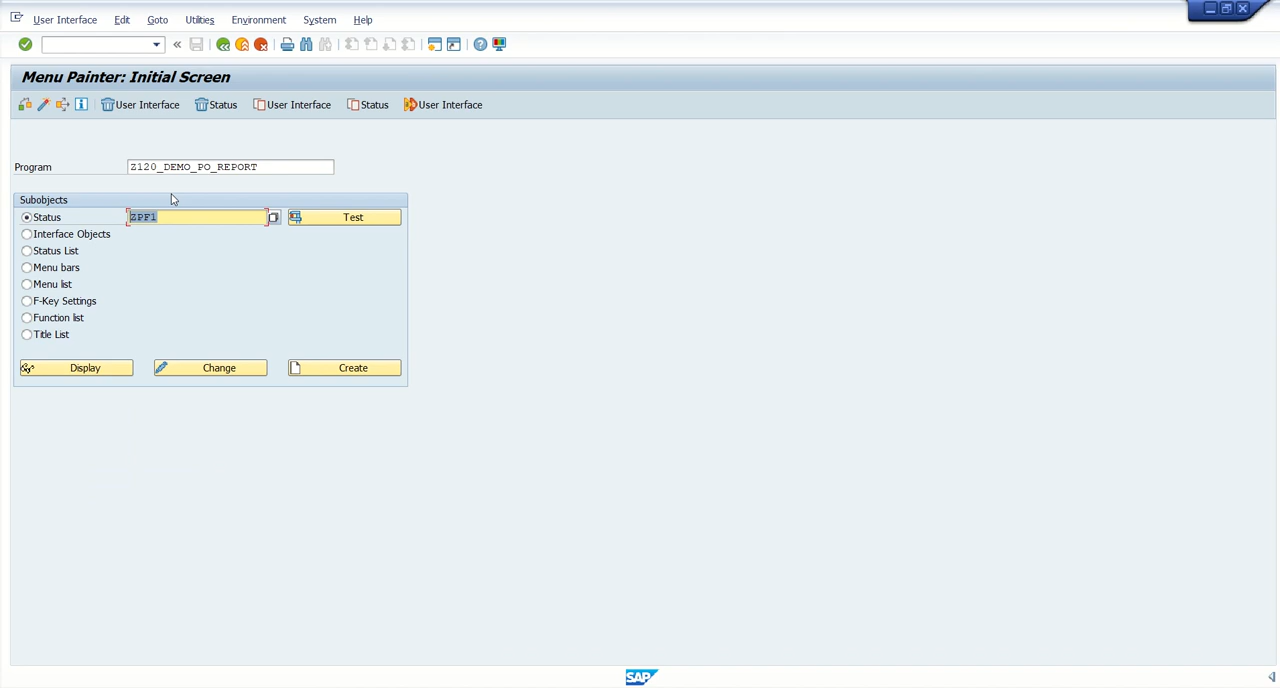 User Interface Edit Goto Utilities Environment System Help
Menu Painter: Initial Screen
User Interface Status User Interface Status User Interface
Program Z120_DEMO_PO_REPORT
Subobjects
Status ZPF1 Test
Interface Objects
Status List
Menu bars
Menu list
F-Key Settings
Function list
Title List
Display Change Create
SAP